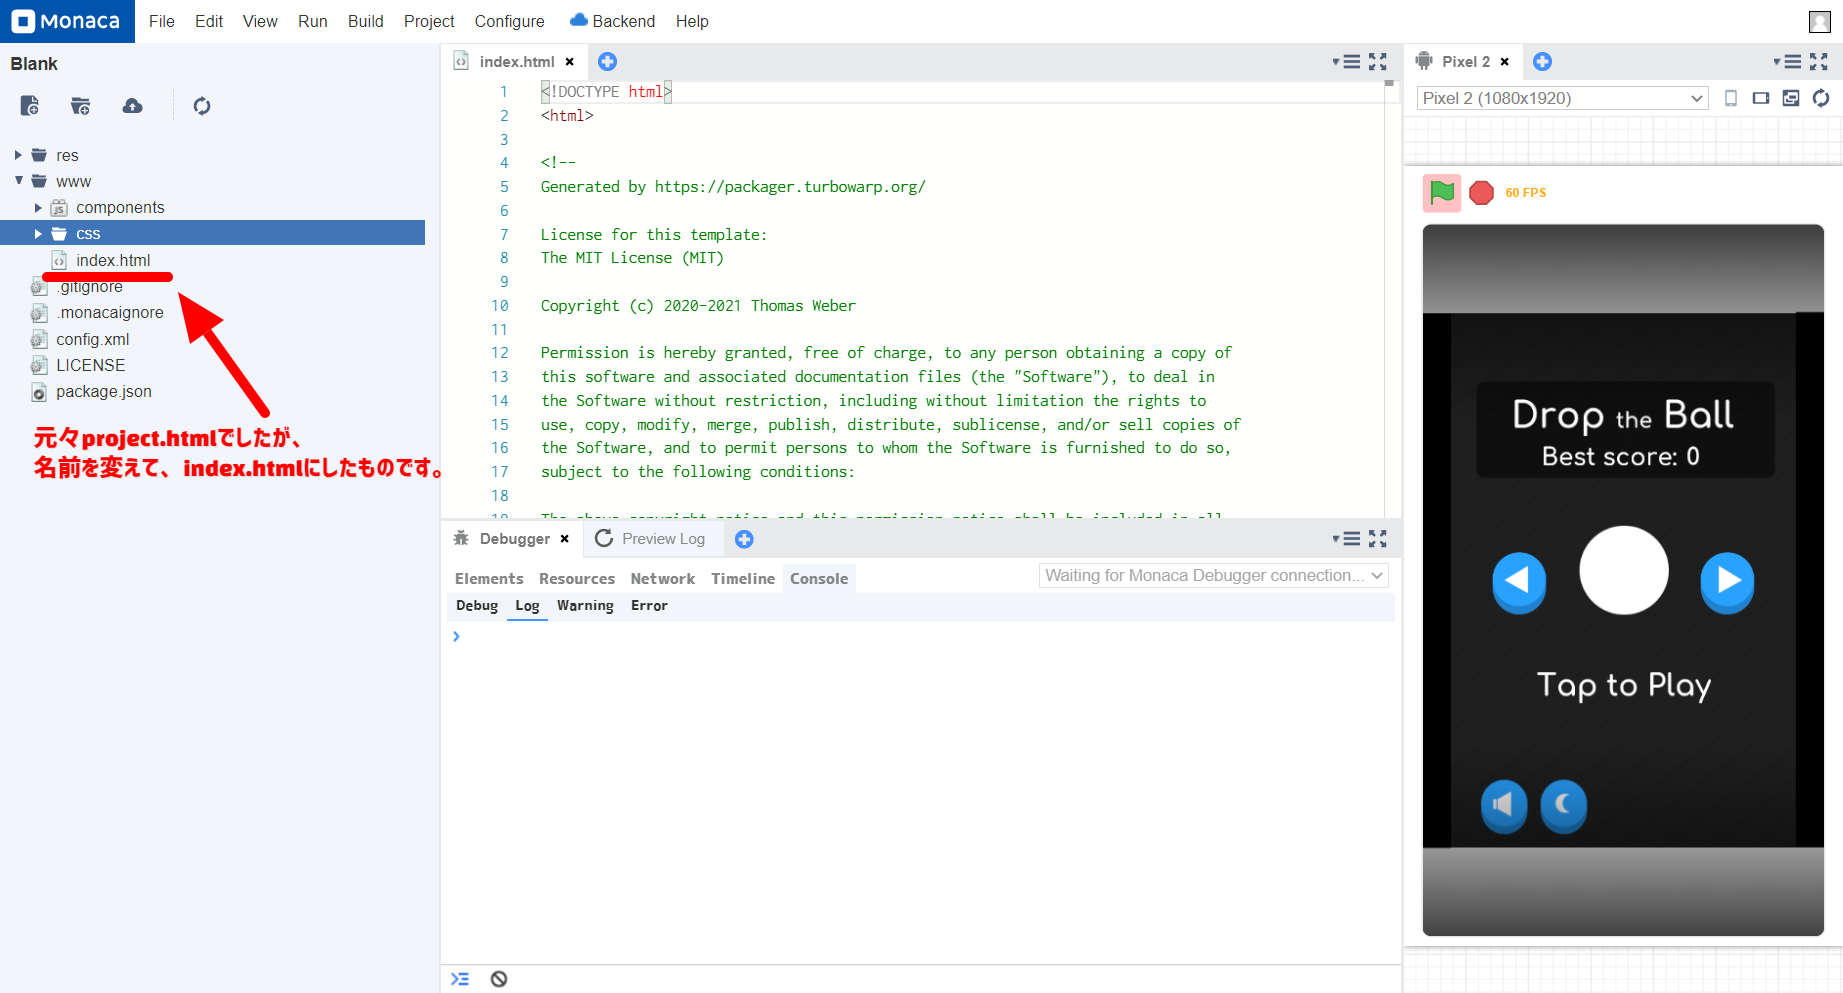 Monaca
File Edit View Run Build Project Configure Backend Help
Blank
res
www
components
css
index.html
.gitignore
.monacaignore
config.xml
LICENSE
package.json
元々project.htmlでしたが、
名前を変えて、index.htmlにしたものです。
index.html
1 <!DOCTYPE html>
2 <html>
3
4 <!--
5 Generated by https://packager.turbowarp.org/
6
7 License for this template:
8 The MIT License (MIT)
9
10 Copyright (c) 2020-2021 Thomas Weber
11
12 Permission is hereby granted, free of charge, to any person obtaining a copy of
13 this software and associated documentation files (the "Software"), to deal in
14 the Software without restriction, including without limitation the rights to
15 use, copy, modify, merge, publish, distribute, sublicense, and/or sell copies of
16 the Software, and to permit persons to whom the Software is furnished to do so,
17 subject to the following conditions:
18
Debugger Preview Log
Elements Resources Network Timeline Console
Waiting for Monaca Debugger connection...
Debug Log Warning Error
Pixel 2
Pixel 2 (1080x1920)
60 FPS
Drop the Ball
Best score: 0
Tap to Play